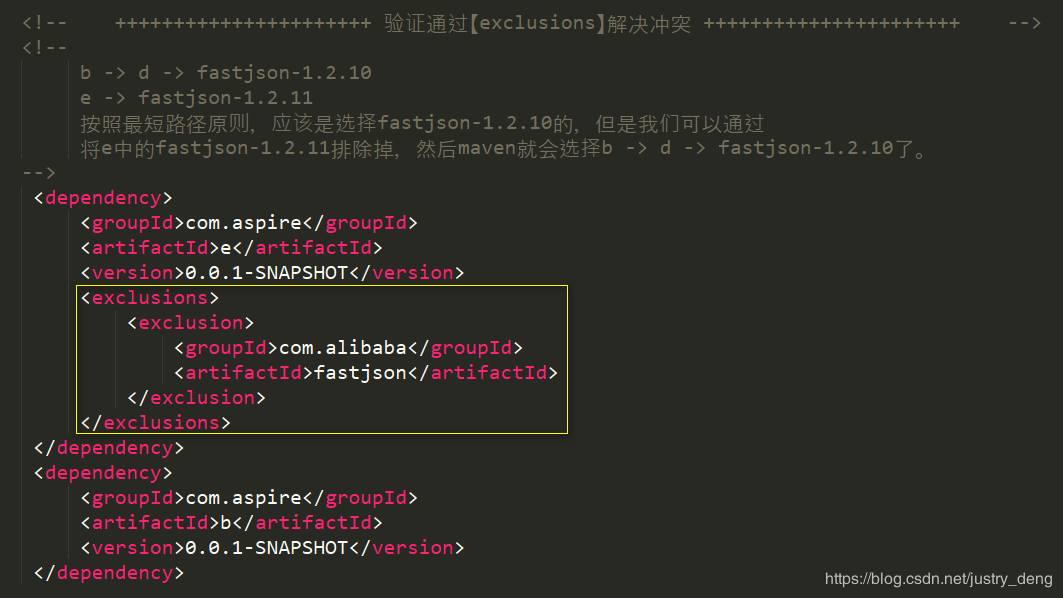 <!-- ++++++++++++++++++++++ 验证通过【exclusions】解决冲突 ++++++++++++++++++++++ -->
<!--
b -> d -> fastjson-1.2.10
e -> fastjson-1.2.11
按照最短路径原则, 应该是选择fastjson-1.2.10的, 但是我们可以通过
将e中的fastjson-1.2.11排除掉, 然后maven就会选择b -> d -> fastjson-1.2.10了。
-->
<dependency>
<groupId>com.aspire</groupId>
<artifactId>e</artifactId>
<version>0.0.1-SNAPSHOT</version>
<exclusions>
<exclusion>
<groupId>com.alibaba</groupId>
<artifactId>fastjson</artifactId>
</exclusion>
</exclusions>
</dependency>
<dependency>
<groupId>com.aspire</groupId>
<artifactId>b</artifactId>
<version>0.0.1-SNAPSHOT</version>
</dependency>
https://blog.csdn.net/justry_deng